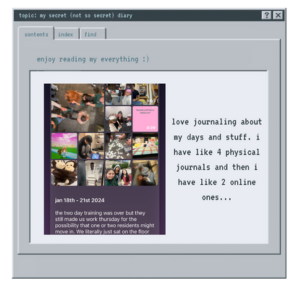 topic: my secret (not so secret) diary
? X
contents index find
enjoy reading my everything :)
love journaling about
my days and stuff. i
have like 4 physical
journals and then i
have like 2 online
ones...
jan 18th - 21st 2024
the two day training was over but they
still made us work thursday for the
possibility that one or two residents might
move in. We literally just sat on the floor